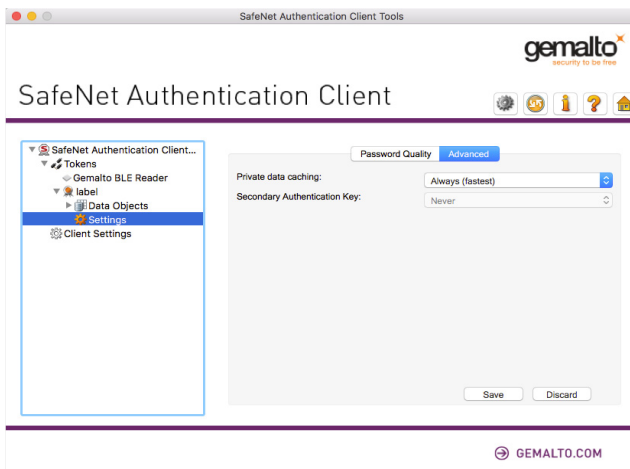 SafeNet Authentication Client Tools
gemalto
security to be free
SafeNet Authentication Client
SafeNet Authentication Client...
Tokens
Gemalto BLE Reader
label
Data Objects
Settings
Client Settings
Password Quality Advanced
Private data caching: Always (fastest)
Secondary Authentication Key: Never
Save Discard
GEMALTO.COM